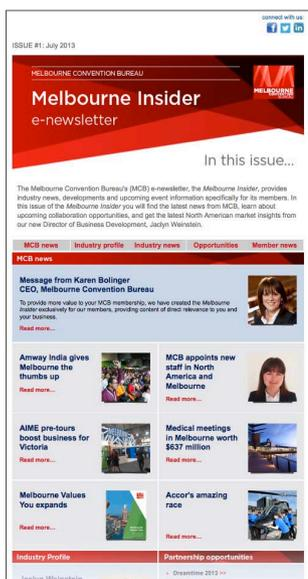 connect with us:
ISSUE #1: July 2013
MELBOURNE CONVENTION BUREAU
Melbourne Insider
e-newsletter
MELBOURNE
CONVENTION
BUREAU
In this issue...
The Melbourne Convention Bureau's (MCB) e-newsletter, the Melbourne Insider, provides
industry news, developments and upcoming event information specifically for its members. In
this issue of the Melbourne Insider you will find the latest news from MCB, learn about
upcoming collaboration opportunities, and get the latest North American market insights from
our new Director of Business Development, Jaclyn Weinstein.
MCB news Industry profile Industry news Opportunities Member news
MCB news
Message from Karen Bolinger
CEO, Melbourne Convention Bureau
To provide more value to your MCB membership, we have created the Melbourne
Insider exclusively for our members, providing content of direct relevance to you and
your business.
Read more...
Amway India gives
Melbourne the
thumbs up
Read more...
MCB appoints new
staff in North
America and
Melbourne
Read more...
AIME pre-tours
boost business for
Victoria
Read more...
Medical meetings
in Melbourne worth
$637 million
Read more...
Melbourne Values
You expands
Read more...
Accor's amazing
race
Read more...
Industry Profile
Partnership opportunities
Dreamtime 2013 >>
Jaclyn Weinstein